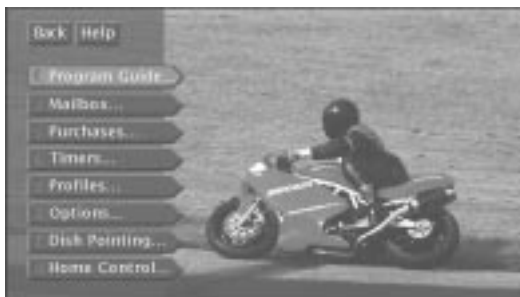 Back Help
Program Guide
Mailbox...
Purchases...
Timers...
Profiles...
Options...
Dish Pointing...
Home Control...